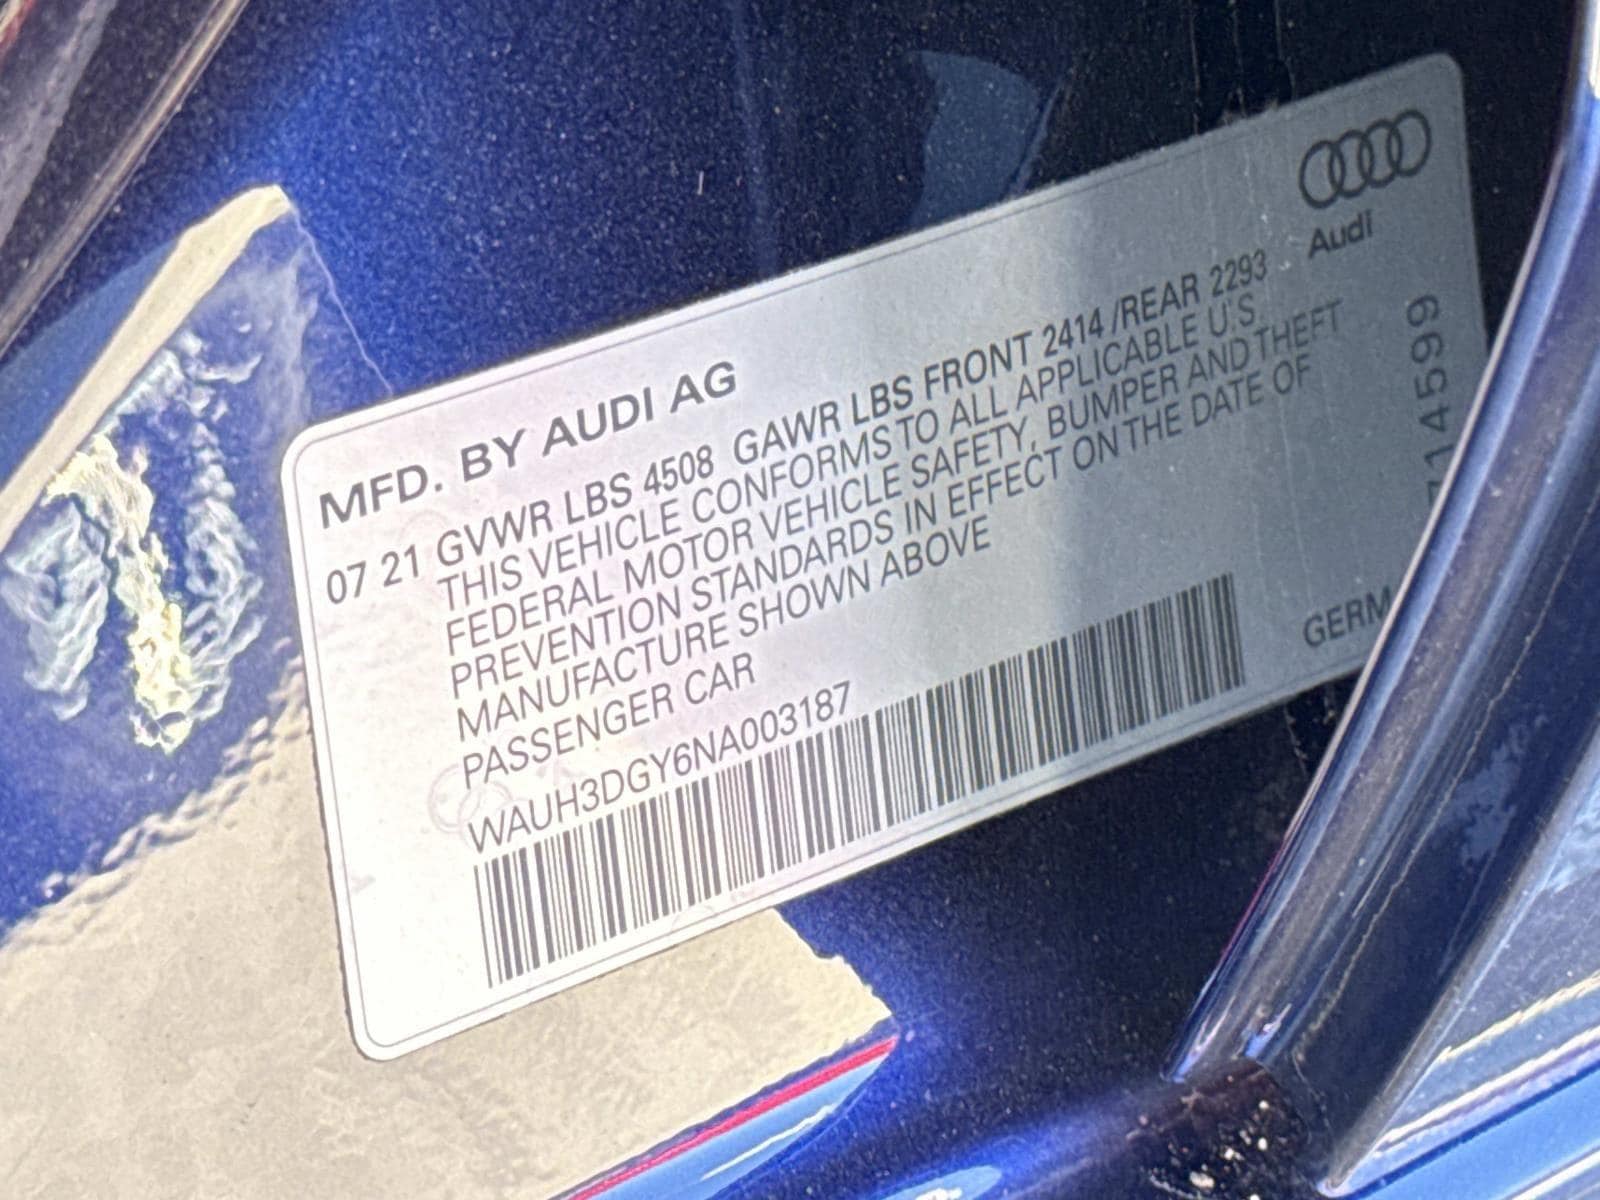 Audi
MFD. BY AUDI AG
07 21 GVWR LBS 4508 GAWR LBS FRONT 2414 /REAR 2293
THIS VEHICLE CONFORMS TO ALL APPLICABLE U.S.
FEDERAL MOTOR VEHICLE SAFETY, BUMPER AND THEFT
PREVENTION STANDARDS IN EFFECT ON THE DATE OF
MANUFACTURE SHOWN ABOVE
PASSENGER CAR
WAUH3DGY6NA003187
GERM
714599